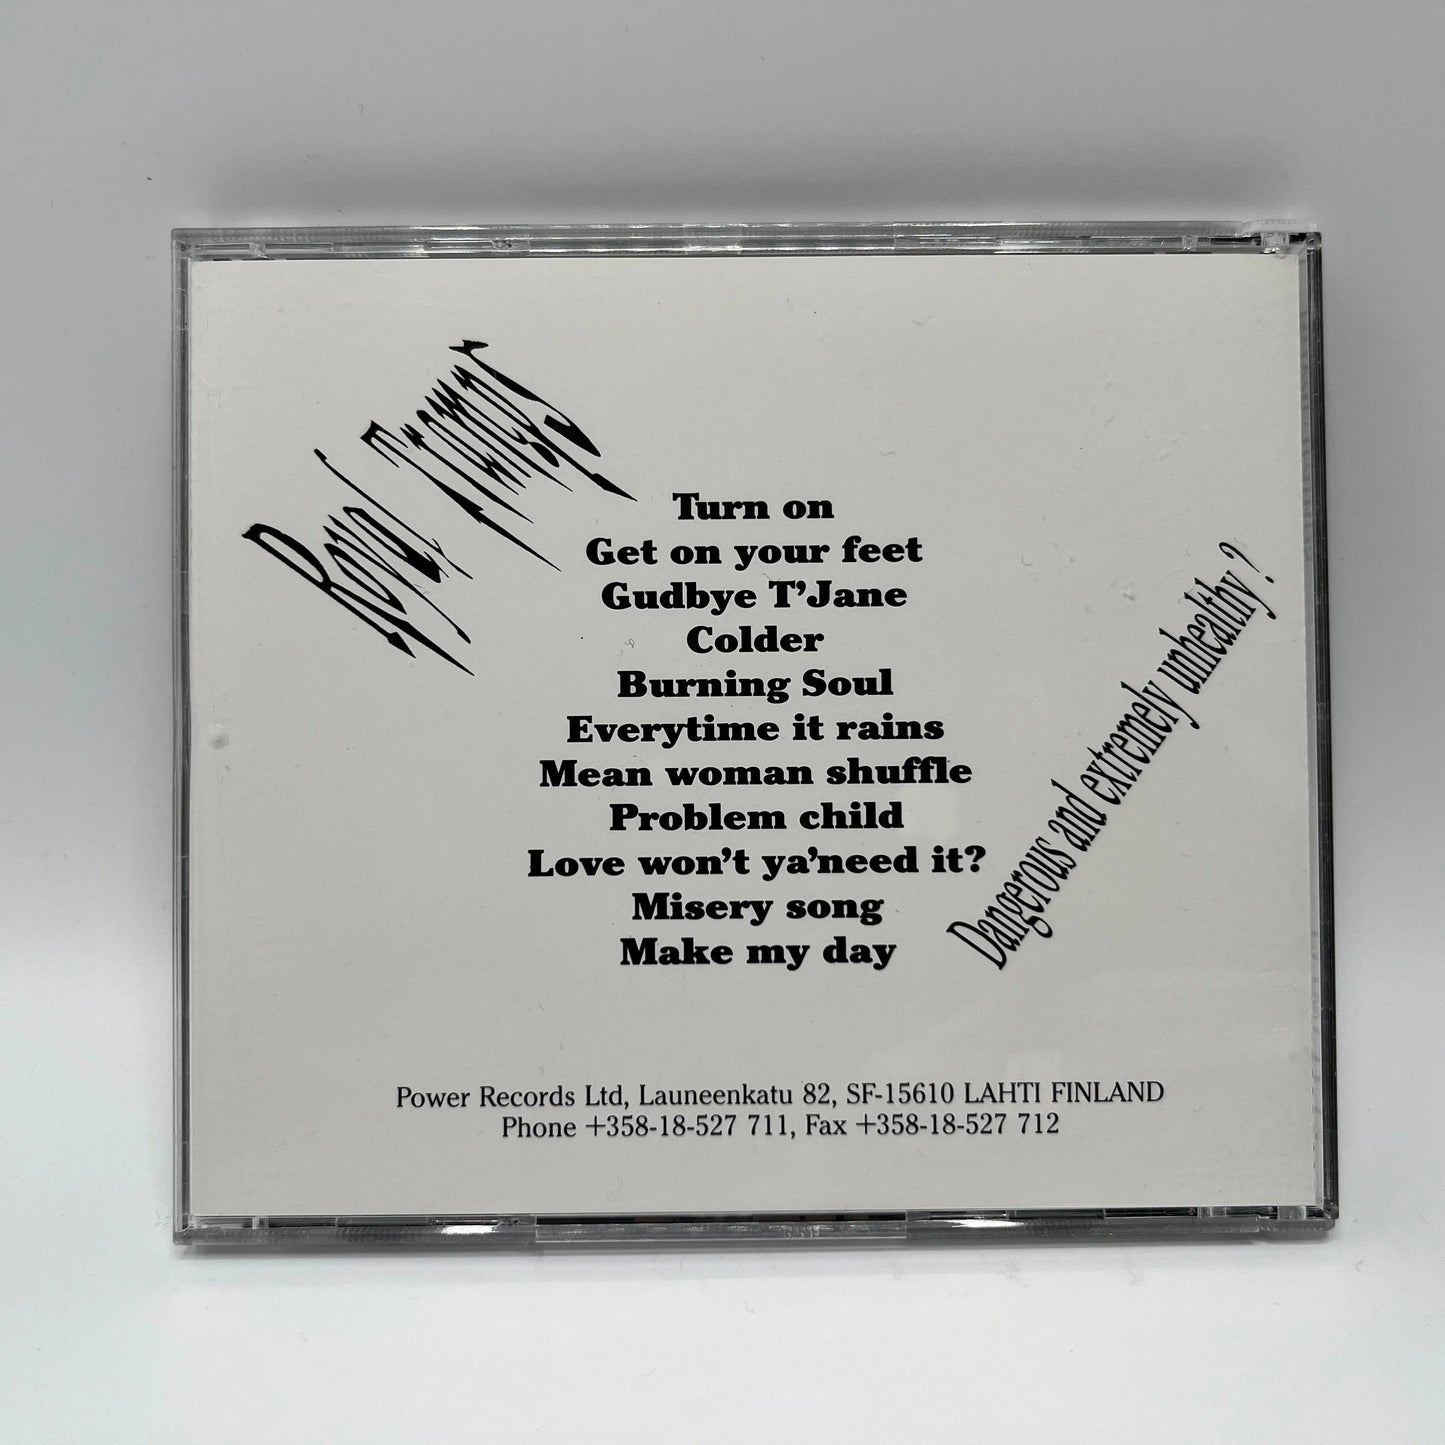 Royal Tramps
Turn on
Get on your feet
Gudbye T'Jane
Colder
Burning Soul
Everytime it rains
Mean woman shuffle
Problem child
Love won't ya'need it?
Misery song
Make my day
Dangerous and extremely unhealthy ?
Power Records Ltd, Launeenkatu 82, SF-15610 LAHTI FINLAND
Phone +358-18-527 711, Fax +358-18-527 712